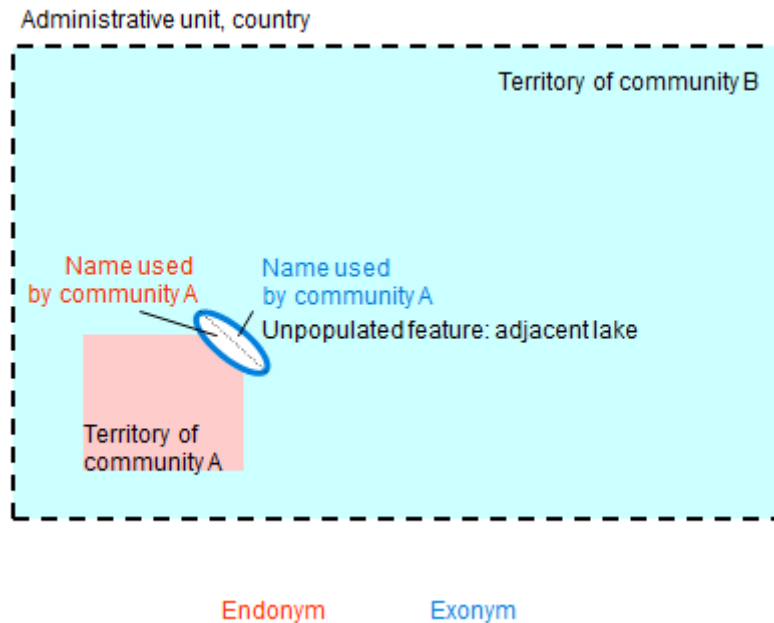 Administrative unit, country
Territory of community B
Name used
by community A
Name used
by community A
Unpopulated feature: adjacent lake
Territory of
community A
Endonym
Exonym